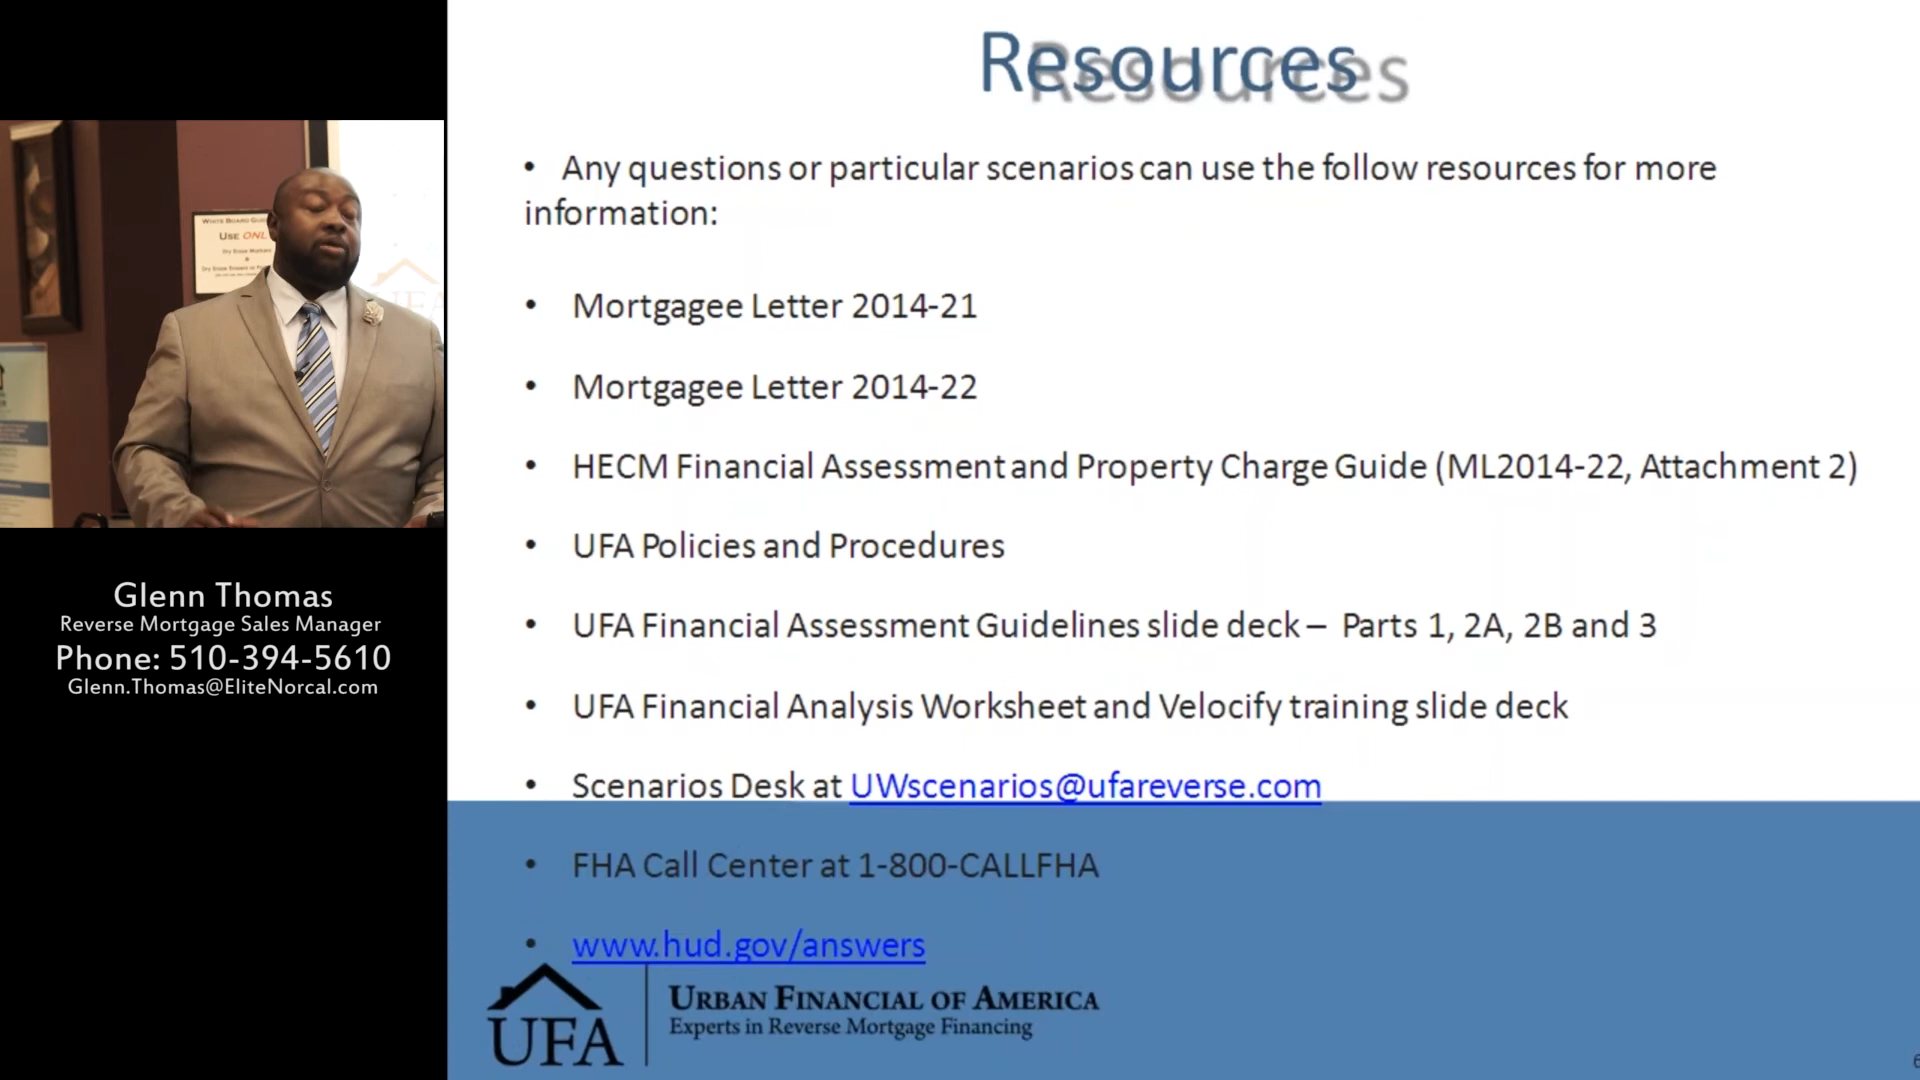 Resources
• Any questions or particular scenarios can use the follow resources for more
information:
• Mortgagee Letter 2014-21
• Mortgagee Letter 2014-22
• HECM Financial Assessment and Property Charge Guide (ML2014-22, Attachment 2)
• UFA Policies and Procedures
• UFA Financial Assessment Guidelines slide deck – Parts 1, 2A, 2B and 3
• UFA Financial Analysis Worksheet and Velocify training slide deck
• Scenarios Desk at UWscenarios@ufareverse.com
• FHA Call Center at 1-800-CALLFHA
• www.hud.gov/answers
UFA
URBAN FINANCIAL OF AMERICA
Experts in Reverse Mortgage Financing
WHITE BOARD
USE ONL
UFA
Glenn Thomas
Reverse Mortgage Sales Manager
Phone: 510-394-5610
Glenn.Thomas@EliteNorcal.com